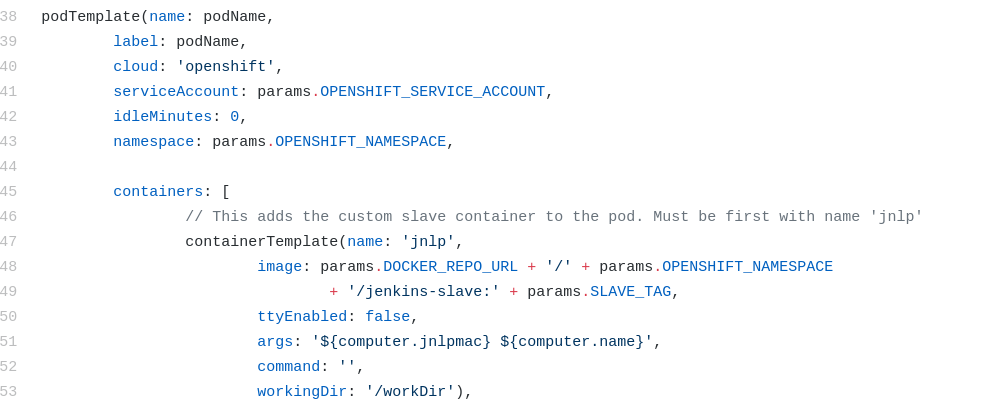 38 podTemplate(name: podName,
39         label: podName,
40         cloud: 'openshift',
41         serviceAccount: params.OPENSHIFT_SERVICE_ACCOUNT,
42         idleMinutes: 0,
43         namespace: params.OPENSHIFT_NAMESPACE,
44
45         containers: [
46                 // This adds the custom slave container to the pod. Must be first with name 'jnlp'
47                 containerTemplate(name: 'jnlp',
48                         image: params.DOCKER_REPO_URL + '/' + params.OPENSHIFT_NAMESPACE
49                                 + '/jenkins-slave:' + params.SLAVE_TAG,
50                         ttyEnabled: false,
51                         args: '${computer.jnlpmac} ${computer.name}',
52                         command: '',
53                         workingDir: '/workDir'),